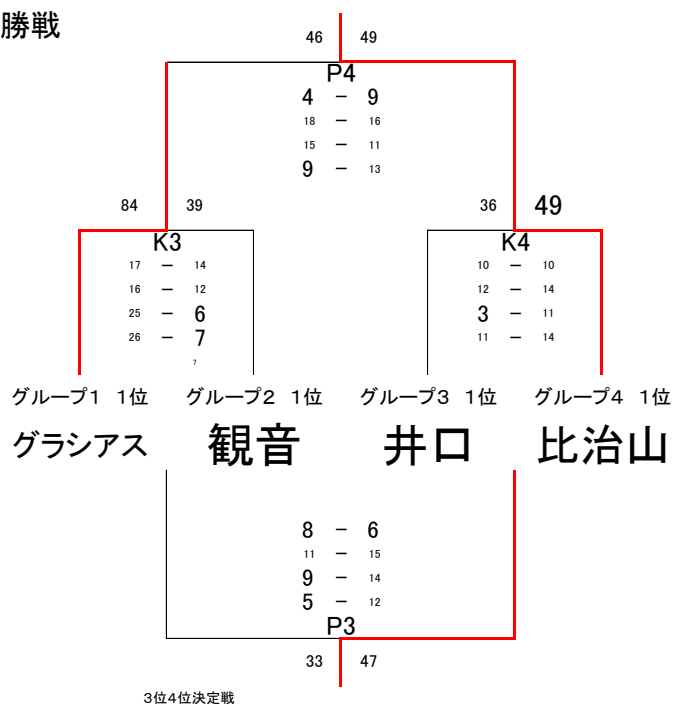 勝戦
46 49
P4
4 － 9
18 － 16
15 － 11
9 － 13
84 39 36 49
K3 K4
17 － 14 10 － 10
16 － 12 12 － 14
25 － 6 3 － 11
26 － 7 11 － 14
7
グループ1 1位 グループ2 1位 グループ3 1位 グループ4 1位
グラシアス 観音 井口 比治山
8 － 6
11 － 15
9 － 14
5 － 12
P3
33 47
3位4位決定戦